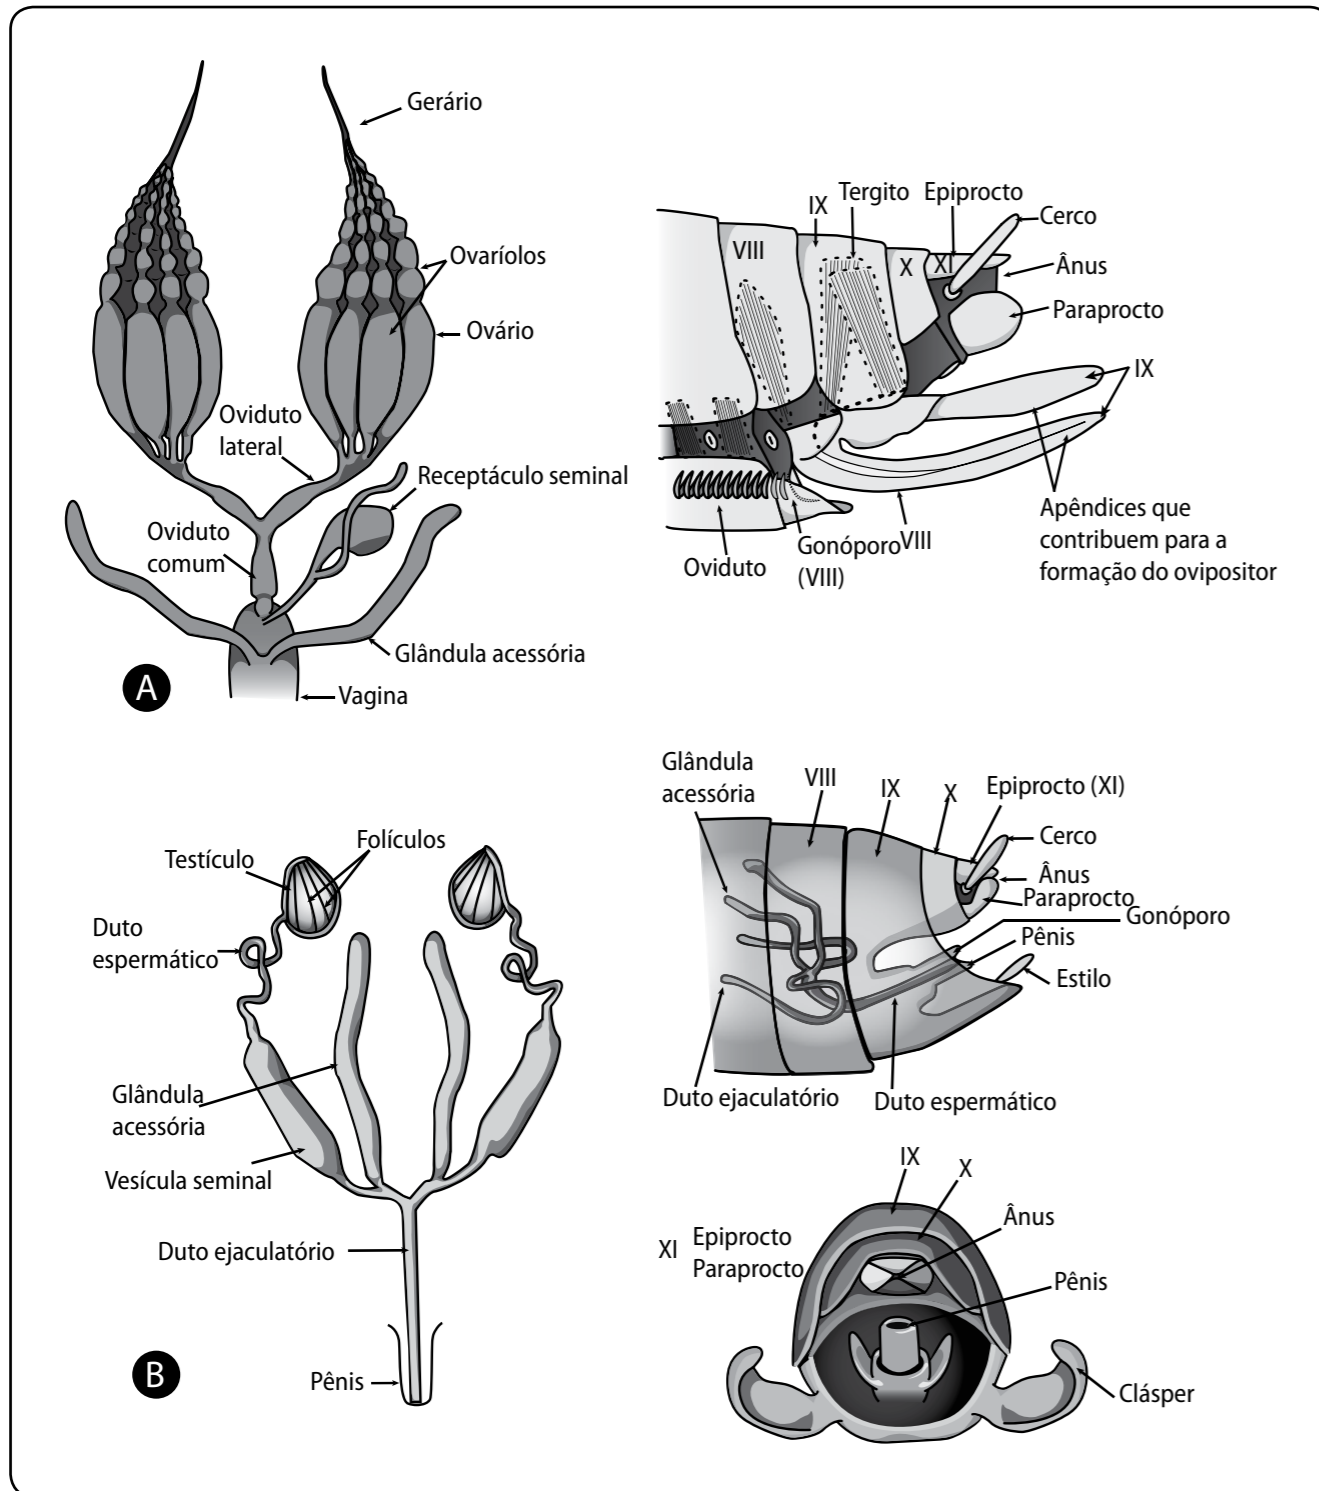 Gerário
Ovaríolos
Ovário
Oviduto
lateral
Receptáculo seminal
Oviduto
comum
Glândula acessória
A
Vagina
IX
Tergito
Epiprocto
Cerco
VIII
X
XI
Ânus
Paraprocto
IX
Apêndices que
contribuem para a
formação do ovipositor
Oviduto
Gonóporo
(VIII)
VIII
Testículo
Folículos
Duto
espermático
Glândula
acessória
Vesícula seminal
Duto ejaculatório
B
Pênis
Glândula
acessória
VIII
IX
X
Epiprocto (XI)
Cerco
Ânus
Paraprocto
Gonóporo
Pênis
Estilo
Duto ejaculatório
Duto espermático
IX
X
Ânus
XI
Epiprocto
Paraprocto
Pênis
Clásper